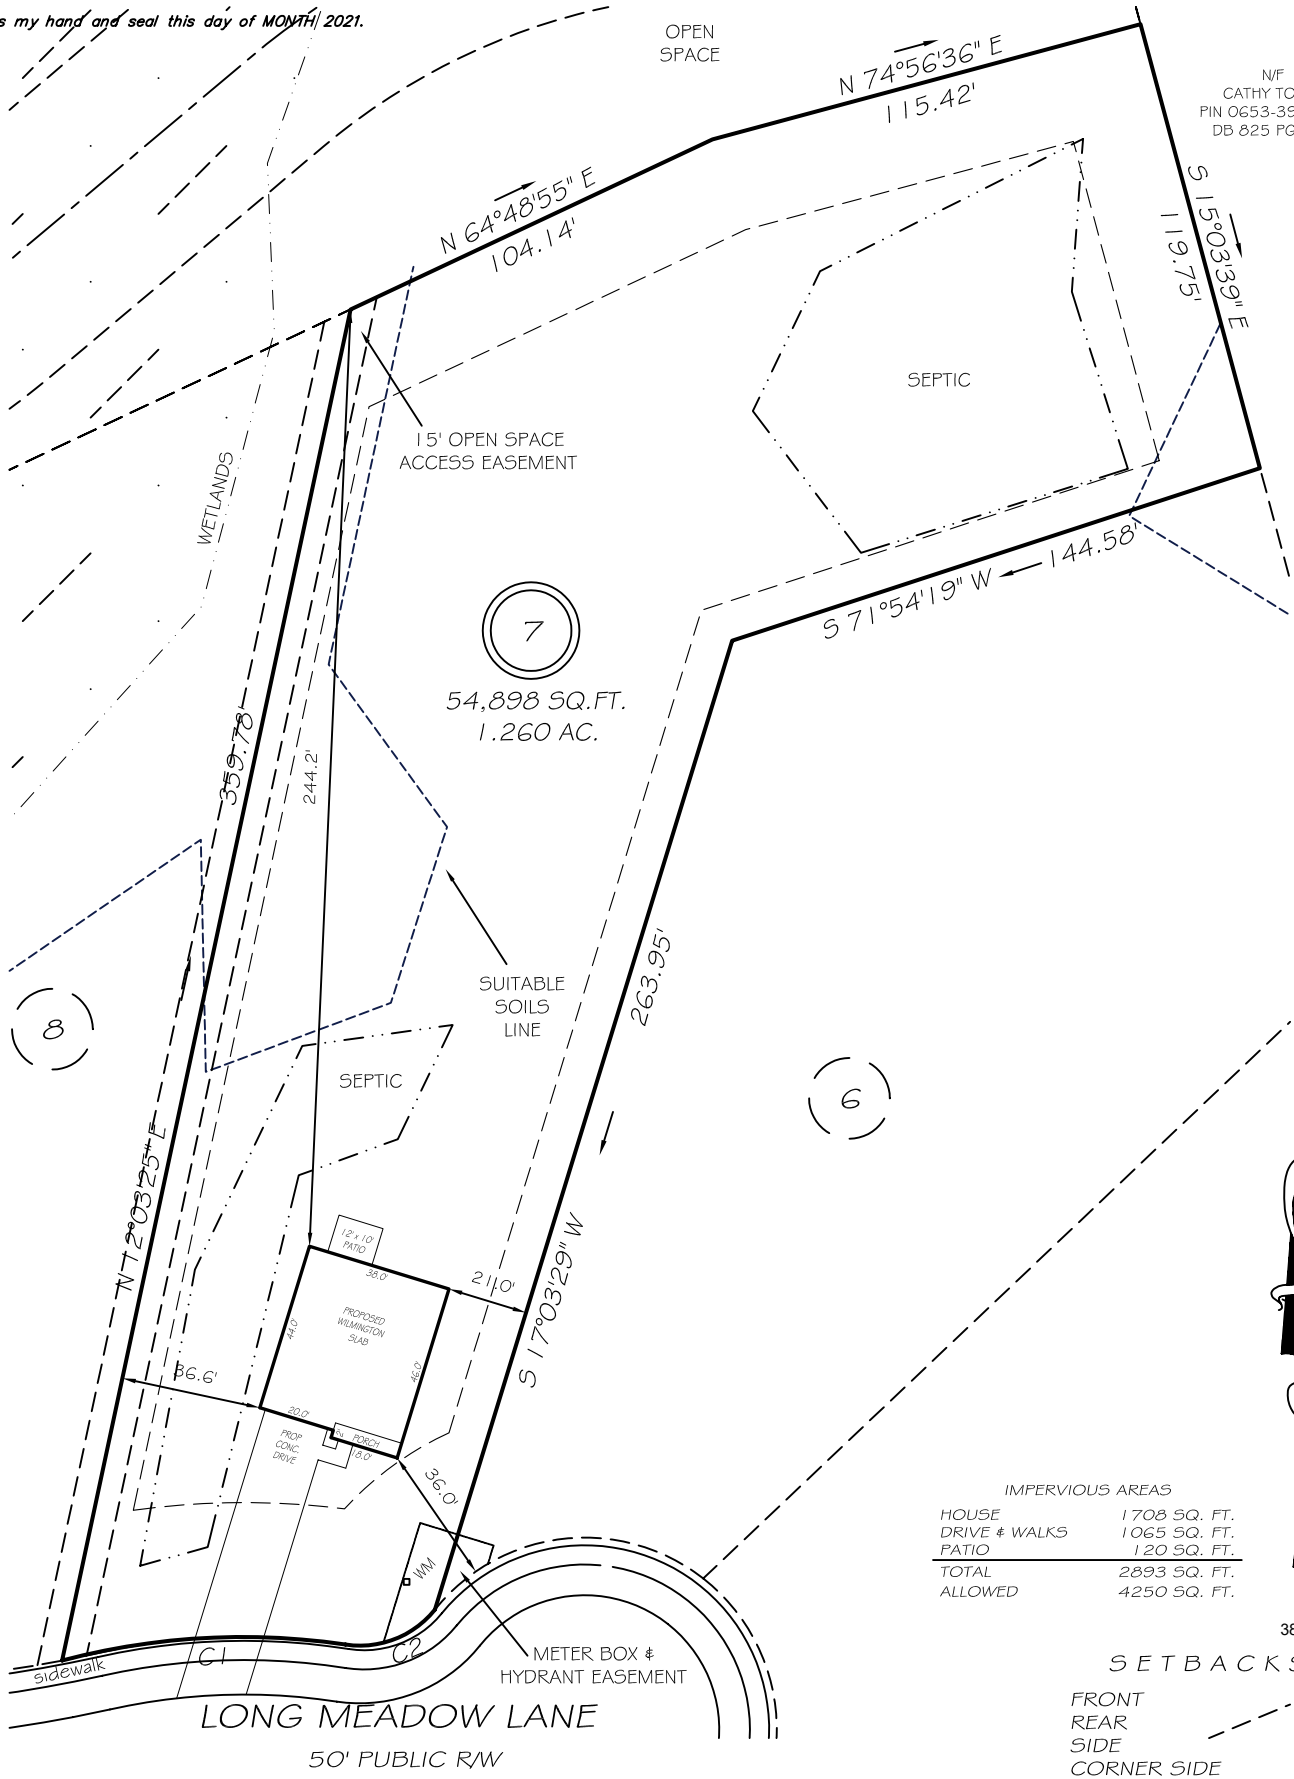 s my hand and seal this day of MONTH 2021.
OPEN
SPACE
N 74°56'36" E
115.42'
N/F
CATHY TO
PIN 0653-39
DB 825 PG
N 64°48'55" E
104.14'
S 15°03'39" E
119.75'
SEPTIC
15' OPEN SPACE
ACCESS EASEMENT
WETLANDS
S 71°54'19" W
144.58'
7
54,898 SQ.FT.
1.260 AC.
359.78'
244.2'
263.95'
SUITABLE
SOILS
LINE
8
SEPTIC
6
N 12°03'25" E
12' x 10'
PATIO
38.0'
21.0'
S 17°03'29" W
PROPOSED
WILMINGTON
SLAB
44.0'
46.0'
36.6'
20.0'
PORCH
18.0'
PROP
CONC.
DRIVE
36.0'
WM
IMPERVIOUS AREAS
HOUSE 1708 SQ. FT.
DRIVE & WALKS 1065 SQ. FT.
PATIO 120 SQ. FT.
TOTAL 2893 SQ. FT.
ALLOWED 4250 SQ. FT.
38
C1
C2
sidewalk
METER BOX &
HYDRANT EASEMENT
SETBACKS
LONG MEADOW LANE
50' PUBLIC R/W
FRONT
REAR
SIDE
CORNER SIDE